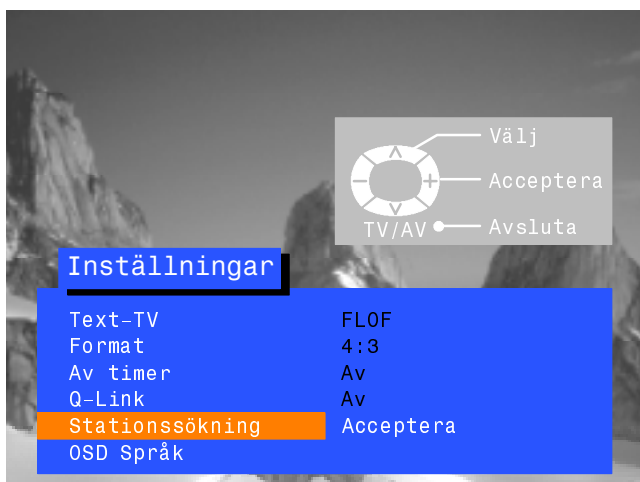 Välj
Acceptera
TV/AV Avsluta
Inställningar
Text-TV FLOF
Format 4:3
Av timer Av
Q-Link Av
Stationssökning Acceptera
OSD Språk